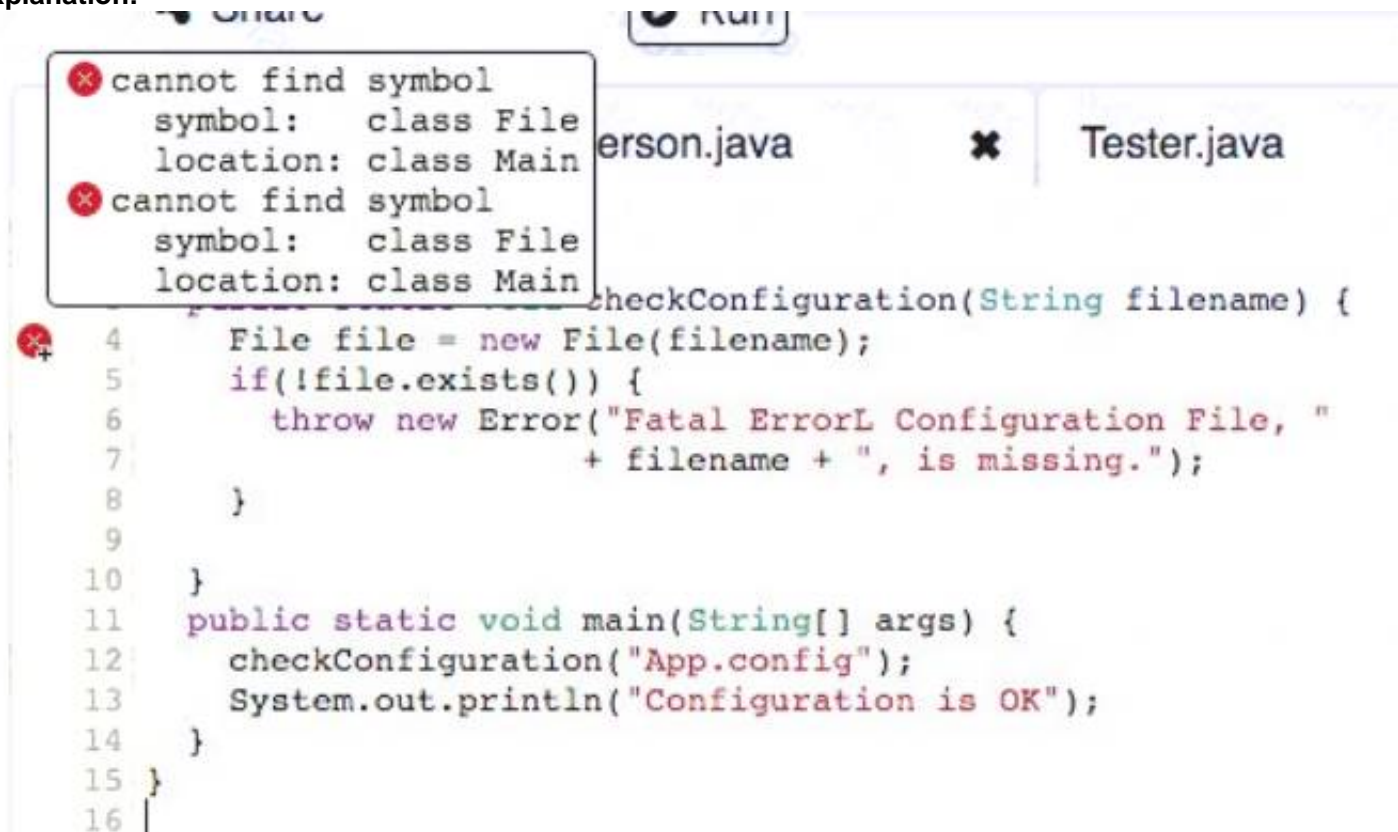 xplanation:
Share
Run
cannot find symbol
symbol: class File
location: class Main
cannot find symbol
symbol: class File
location: class Main
erson.java ✖ Tester.java
checkConfiguration(String filename) {
4 File file = new File(filename);
5 if(!file.exists()) {
6 throw new Error("Fatal ErrorL Configuration File, "
7 + filename + ", is missing.");
8 }
9
10 }
11 public static void main(String[] args) {
12 checkConfiguration("App.config");
13 System.out.println("Configuration is OK");
14 }
15 }
16